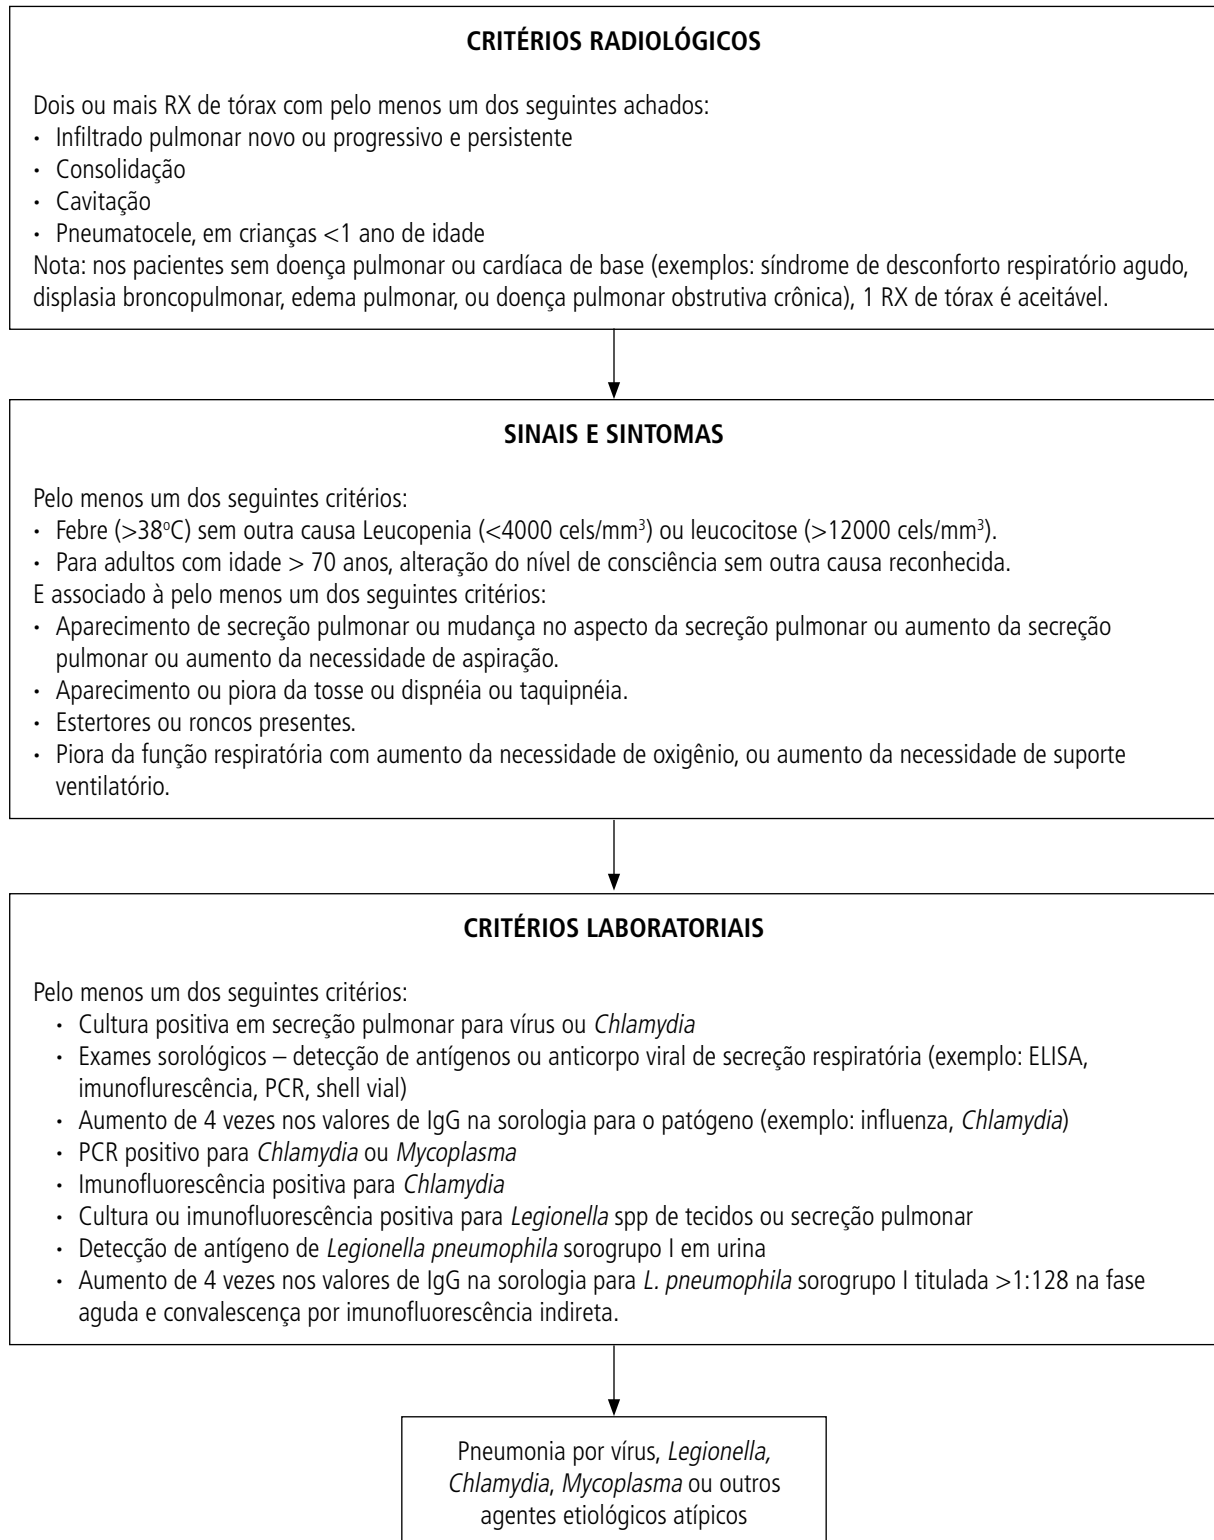 CRITÉRIOS RADIOLÓGICOS
Dois ou mais RX de tórax com pelo menos um dos seguintes achados:
· Infiltrado pulmonar novo ou progressivo e persistente
· Consolidação
· Cavitação
· Pneumatocele, em crianças <1 ano de idade
Nota: nos pacientes sem doença pulmonar ou cardíaca de base (exemplos: síndrome de desconforto respiratório agudo,
displasia broncopulmonar, edema pulmonar, ou doença pulmonar obstrutiva crônica), 1 RX de tórax é aceitável.
SINAIS E SINTOMAS
Pelo menos um dos seguintes critérios:
· Febre (>38ºC) sem outra causa Leucopenia (<4000 cels/mm³) ou leucocitose (>12000 cels/mm³).
· Para adultos com idade > 70 anos, alteração do nível de consciência sem outra causa reconhecida.
E associado à pelo menos um dos seguintes critérios:
· Aparecimento de secreção pulmonar ou mudança no aspecto da secreção pulmonar ou aumento da secreção
pulmonar ou aumento da necessidade de aspiração.
· Aparecimento ou piora da tosse ou dispnéia ou taquipnéia.
· Estertores ou roncos presentes.
· Piora da função respiratória com aumento da necessidade de oxigênio, ou aumento da necessidade de suporte
ventilatório.
CRITÉRIOS LABORATORIAIS
Pelo menos um dos seguintes critérios:
· Cultura positiva em secreção pulmonar para vírus ou Chlamydia
· Exames sorológicos – detecção de antígenos ou anticorpo viral de secreção respiratória (exemplo: ELISA,
imunoflurescência, PCR, shell vial)
· Aumento de 4 vezes nos valores de IgG na sorologia para o patógeno (exemplo: influenza, Chlamydia)
· PCR positivo para Chlamydia ou Mycoplasma
· Imunofluorescência positiva para Chlamydia
· Cultura ou imunofluorescência positiva para Legionella spp de tecidos ou secreção pulmonar
· Detecção de antígeno de Legionella pneumophila sorogrupo I em urina
· Aumento de 4 vezes nos valores de IgG na sorologia para L. pneumophila sorogrupo I titulada >1:128 na fase
aguda e convalescença por imunofluorescência indireta.
Pneumonia por vírus, Legionella,
Chlamydia, Mycoplasma ou outros
agentes etiológicos atípicos